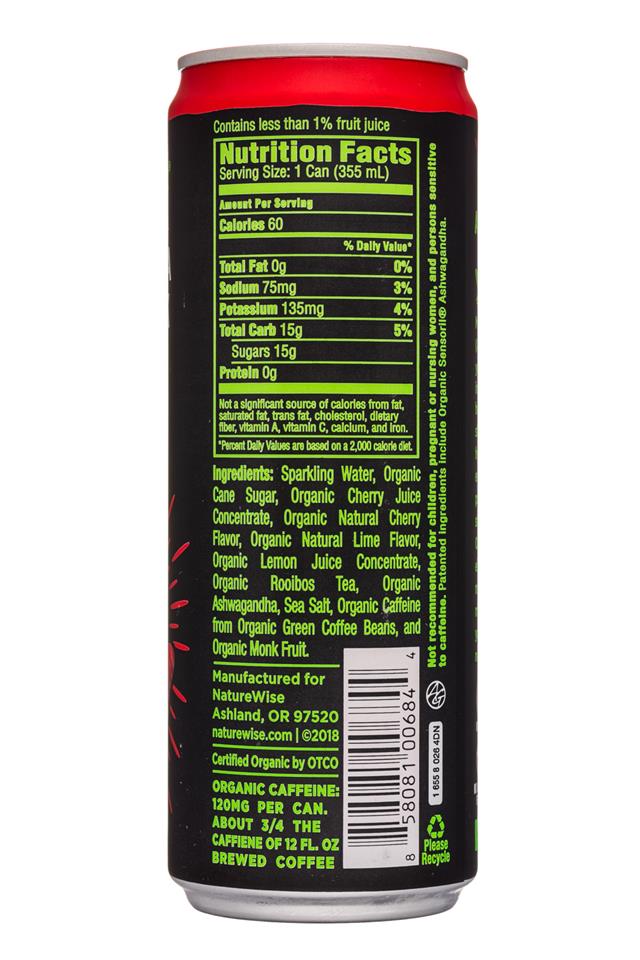 Contains less than 1% fruit juice
Nutrition Facts
Serving Size: 1 Can (355 mL)
Amount Per Serving
Calories 60
% Daily Value*
Total Fat 0g 0%
Sodium 75mg 3%
Potassium 135mg 4%
Total Carb 15g 5%
Sugars 15g
Protein 0g
Not a significant source of calories from fat,
saturated fat, trans fat, cholesterol, dietary
fiber, vitamin A, vitamin C, calcium, and iron.
*Percent Daily Values are based on a 2,000 calorie diet.
Ingredients: Sparkling Water, Organic
Cane Sugar, Organic Cherry Juice
Concentrate, Organic Natural Cherry
Flavor, Organic Natural Lime Flavor,
Organic Lemon Juice Concentrate,
Organic Rooibos Tea, Organic
Ashwagandha, Sea Salt, Organic Caffeine
from Organic Green Coffee Beans, and
Organic Monk Fruit.
Manufactured for
NatureWise
Ashland, OR 97520
naturewise.com | ©2018
Certified Organic by OTCO
ORGANIC CAFFEINE:
120MG PER CAN.
ABOUT 3/4 THE
CAFFIENE OF 12 FL. OZ
BREWED COFFEE
8 58081 00684 4
Not recommended for children, pregnant or nursing women, and persons sensitive
to caffeine. Patented ingredients include Organic Sensoril® Ashwagandha.
1 655 8 026 4DN
Please
Recycle